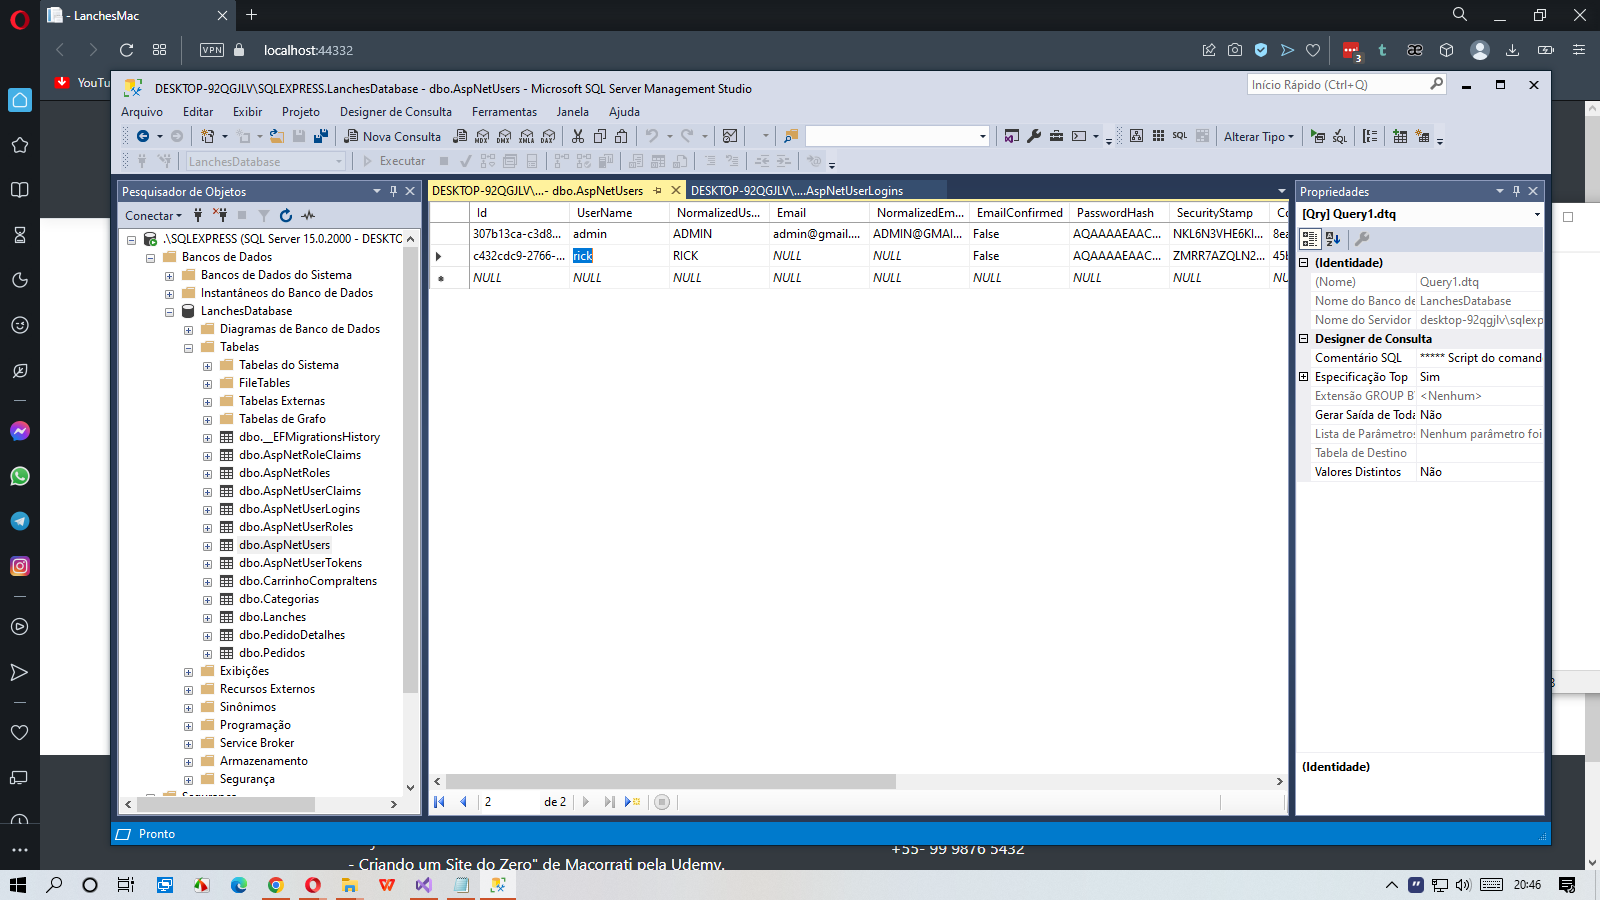 - LanchesMac
VPN
localhost:44332
3
YouTu
DESKTOP-92QGJLV\SQLEXPRESS.LanchesDatabase - dbo.AspNetUsers - Microsoft SQL Server Management Studio
Início Rápido (Ctrl+Q)
Arquivo Editar Exibir Projeto Designer de Consulta Ferramentas Janela Ajuda
Nova Consulta
MDX DMX XMLA DAX
SQL
Alterar Tipo
LanchesDatabase
Executar
Pesquisador de Objetos
Conectar
.\SQLEXPRESS (SQL Server 15.0.2000 - DESKTO
Bancos de Dados
Bancos de Dados do Sistema
Instantâneos do Banco de Dados
LanchesDatabase
Diagramas de Banco de Dados
Tabelas
Tabelas do Sistema
FileTables
Tabelas Externas
Tabelas de Grafo
dbo.__EFMigrationsHistory
dbo.AspNetRoleClaims
dbo.AspNetRoles
dbo.AspNetUserClaims
dbo.AspNetUserLogins
dbo.AspNetUserRoles
dbo.AspNetUsers
dbo.AspNetUserTokens
dbo.CarrinhoCompraItens
dbo.Categorias
dbo.Lanches
dbo.PedidoDetalhes
dbo.Pedidos
Exibições
Recursos Externos
Sinônimos
Programação
Service Broker
Armazenamento
Segurança
DESKTOP-92QGJLV\...- dbo.AspNetUsers
DESKTOP-92QGJLV\....AspNetUserLogins
Id UserName NormalizedUs... Email NormalizedEm... EmailConfirmed PasswordHash SecurityStamp Co
307b13ca-c3d8... admin ADMIN admin@gmail.... ADMIN@GMAI... False AQAAAAEAAC... NKL6N3VHE6KI... 8ea
c432cdc9-2766-... rick RICK NULL NULL False AQAAAAEAAC... ZMRR7AZQLN2... 45b
NULL NULL NULL NULL NULL NULL NULL NULL NU
2 de 2
Propriedades
[Qry] Query1.dtq
(Identidade)
(Nome) Query1.dtq
Nome do Banco de LanchesDatabase
Nome do Servidor desktop-92qgjlv\sqlexp
Designer de Consulta
Comentário SQL ***** Script do comand
Especificação Top Sim
Extensão GROUP B <Nenhum>
Gerar Saída de Toda Não
Lista de Parâmetros Nenhum parâmetro foi
Tabela de Destino
Valores Distintos Não
(Identidade)
Pronto
- Criando um Site do Zero" de Macorrati pela Udemy.
+55- 99 9876 5432
20:46